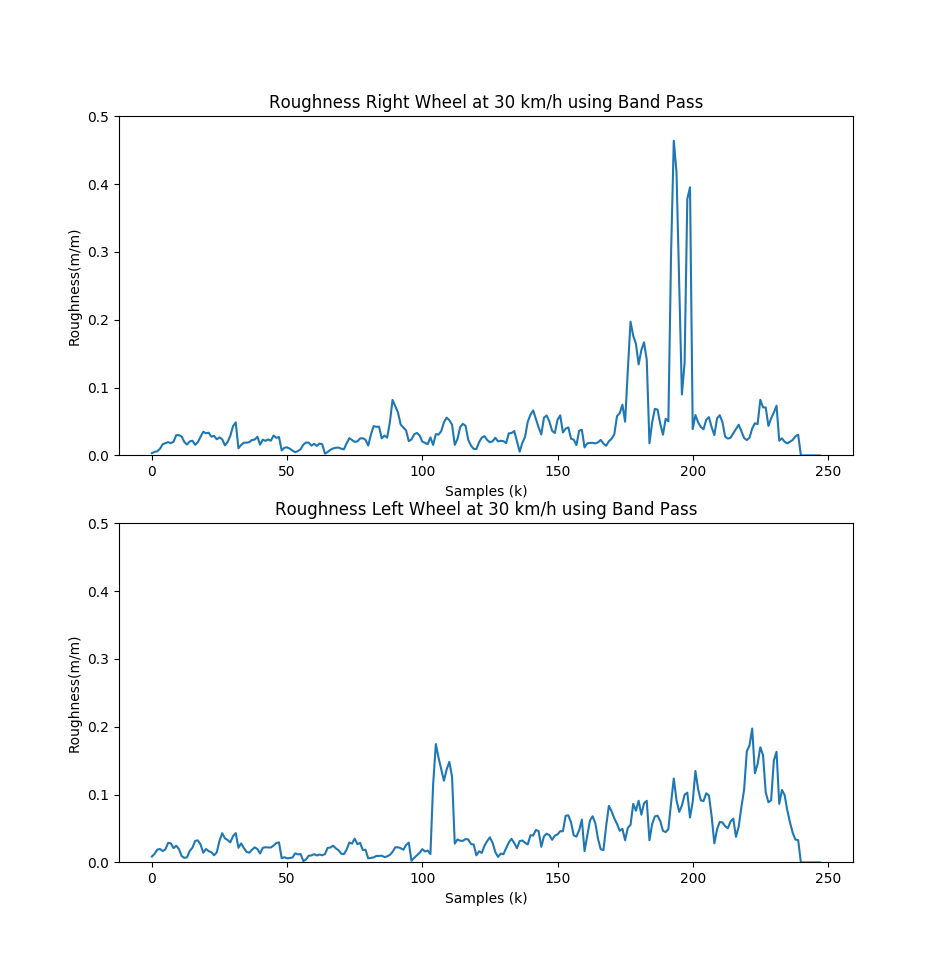 Roughness Right Wheel at 30 km/h using Band Pass
0.5
0.4
0.3
0.2
0.1
0.0
Roughness(m/m)
0 50 100 150 200 250
Samples (k)
Roughness Left Wheel at 30 km/h using Band Pass
0.5
0.4
0.3
0.2
0.1
0.0
Roughness(m/m)
0 50 100 150 200 250
Samples (k)